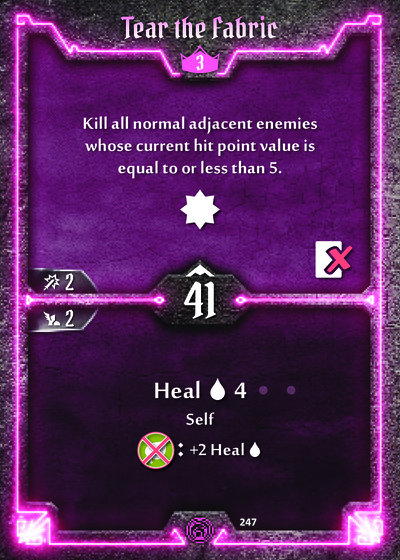 Tear the Fabric
3
Kill all normal adjacent enemies
whose current hit point value is
equal to or less than 5.
2
41
2
Heal 4
Self
: +2 Heal
247